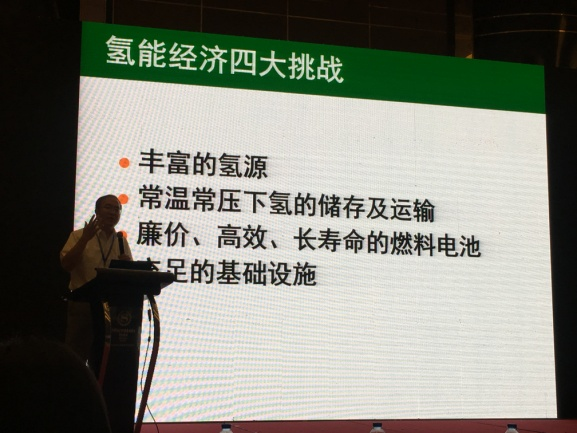 氢能经济四大挑战
丰富的氢源
常温常压下氢的储存及运输
廉价、高效、长寿命的燃料电池
足的基础设施